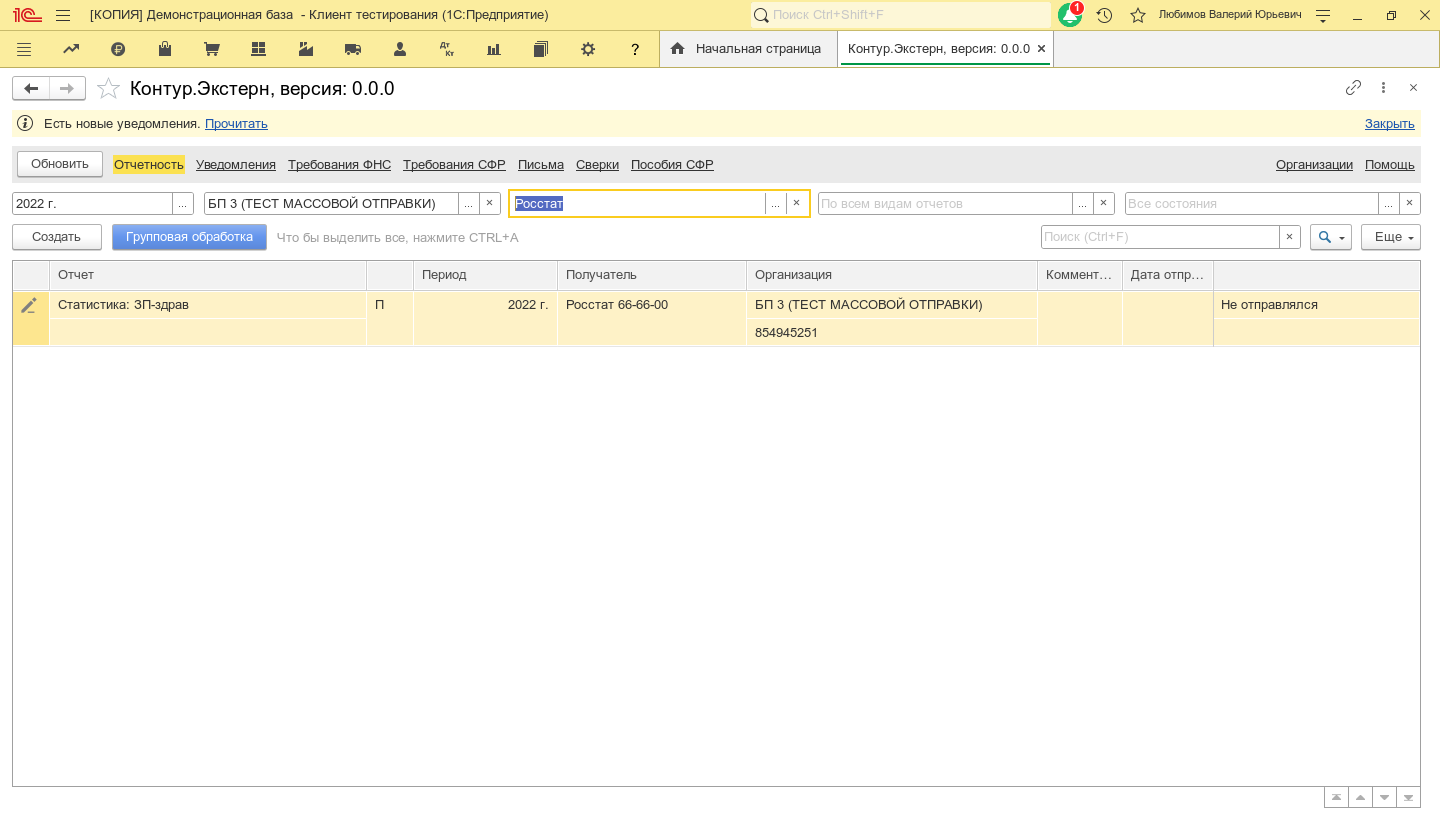 [КОПИЯ] Демонстрационная база - Клиент тестирования (1С:Предприятие)
Поиск Ctrl+Shift+F
1
Любимов Валерий Юрьевич
Дт Кт
?
Начальная страница
Контур.Экстерн, версия: 0.0.0
Контур.Экстерн, версия: 0.0.0
Есть новые уведомления. Прочитать
Закрыть
Обновить
Отчетность
Уведомления
Требования ФНС
Требования СФР
Письма
Сверки
Пособия СФР
Организации
Помощь
2022 г.
...
БП 3 (ТЕСТ МАССОВОЙ ОТПРАВКИ)
...
Росстат
...
По всем видам отчетов
...
Все состояния
...
Создать
Групповая обработка
Что бы выделить все, нажмите CTRL+A
Поиск (Ctrl+F)
Еще
Отчет
Период
Получатель
Организация
Коммент...
Дата отпр...
Статистика: ЗП-здрав
П
2022 г.
Росстат 66-66-00
БП 3 (ТЕСТ МАССОВОЙ ОТПРАВКИ)
Не отправлялся
854945251